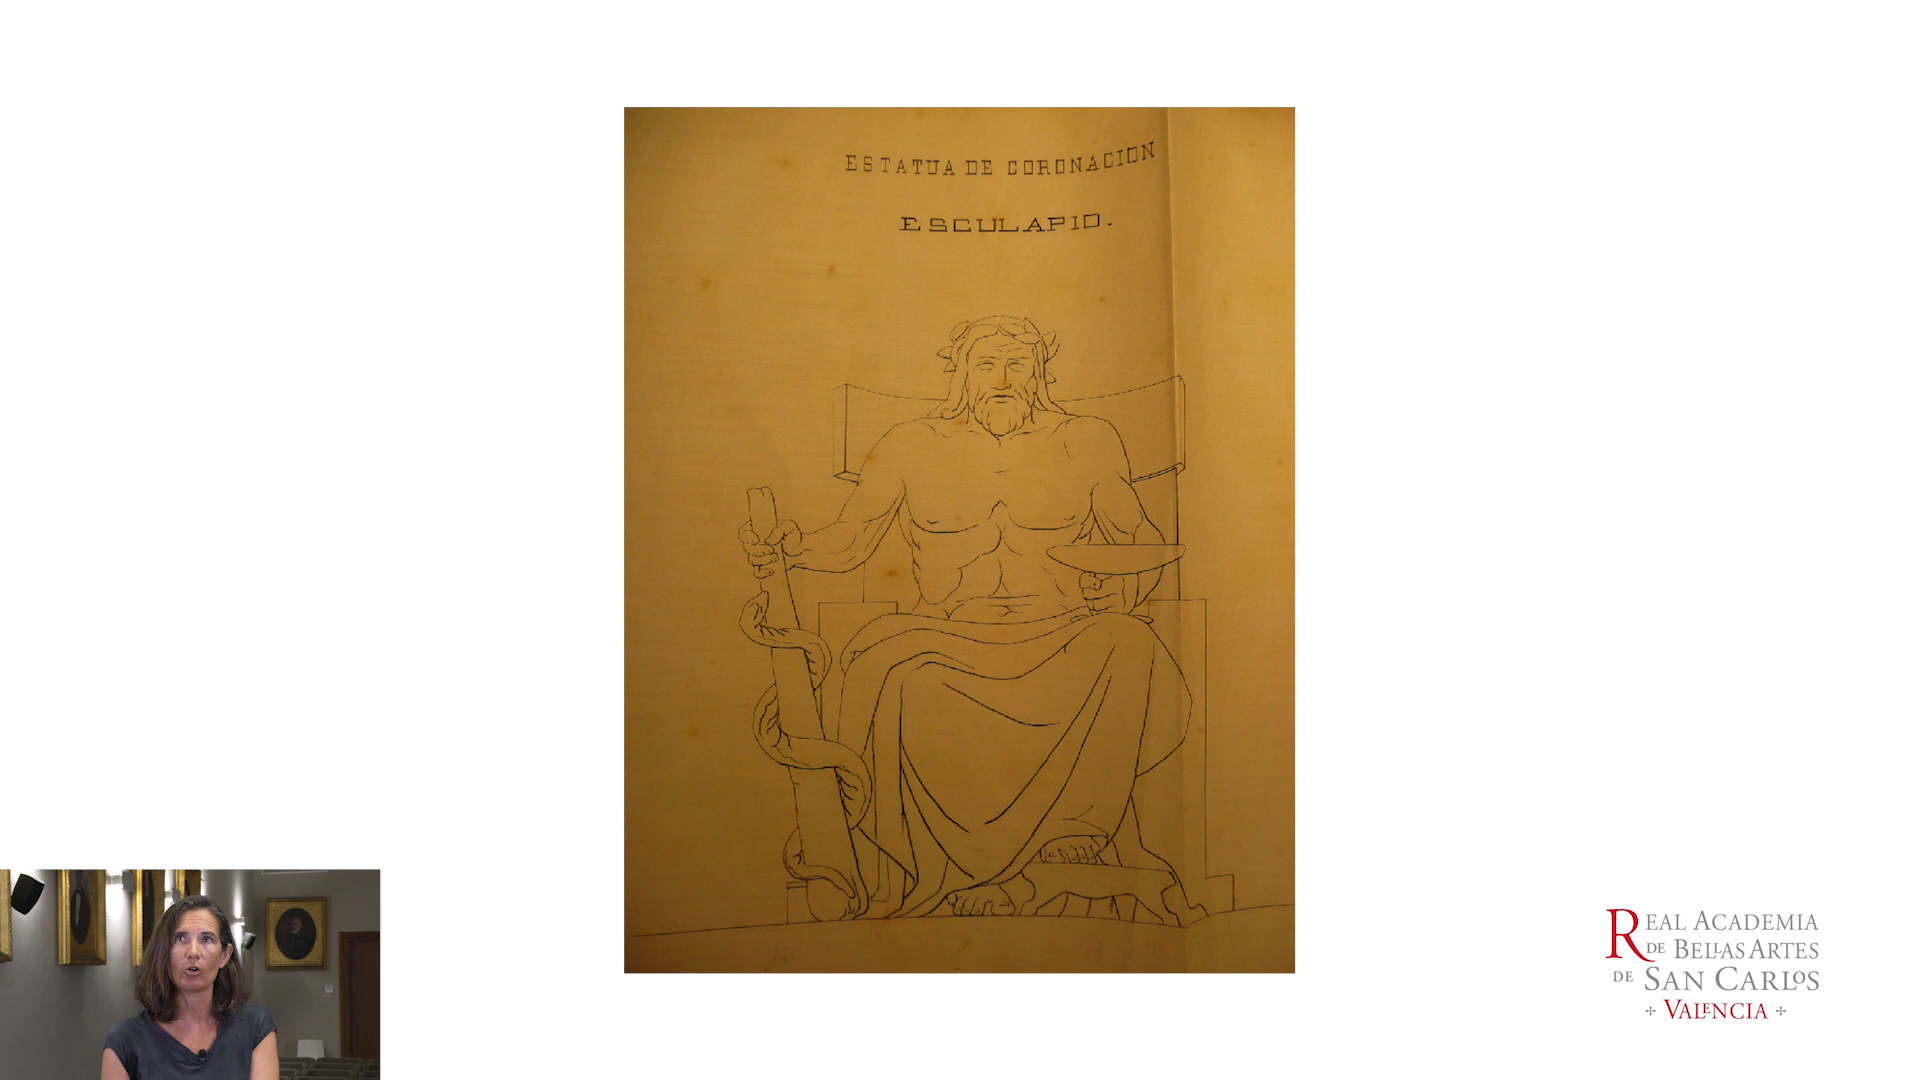 ESTATUA DE CORONACION
ESCULAPIO.
REAL ACADEMIA
DE BELLAS ARTES
DE SAN CARLOS
VALENCIA